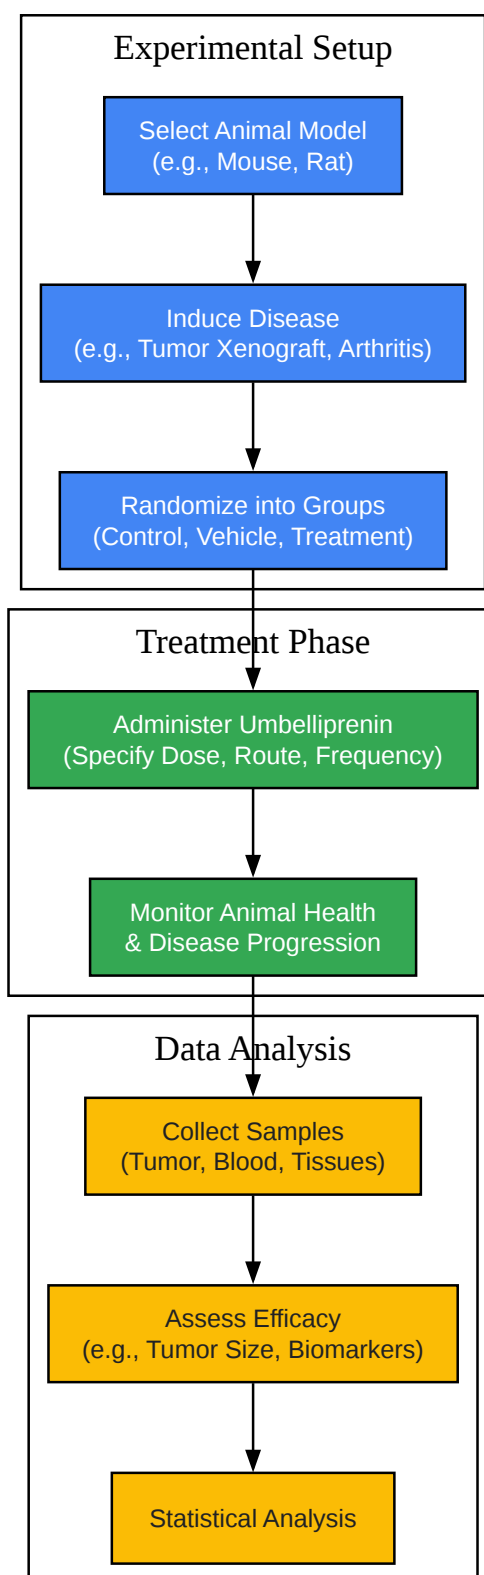 Experimental Setup
Select Animal Model
(e.g., Mouse, Rat)
Induce Disease
(e.g., Tumor Xenograft, Arthritis)
Randomize into Groups
(Control, Vehicle, Treatment)
Treatment Phase
Administer Umbelliprenin
(Specify Dose, Route, Frequency)
Monitor Animal Health
& Disease Progression
Data Analysis
Collect Samples
(Tumor, Blood, Tissues)
Assess Efficacy
(e.g., Tumor Size, Biomarkers)
Statistical Analysis